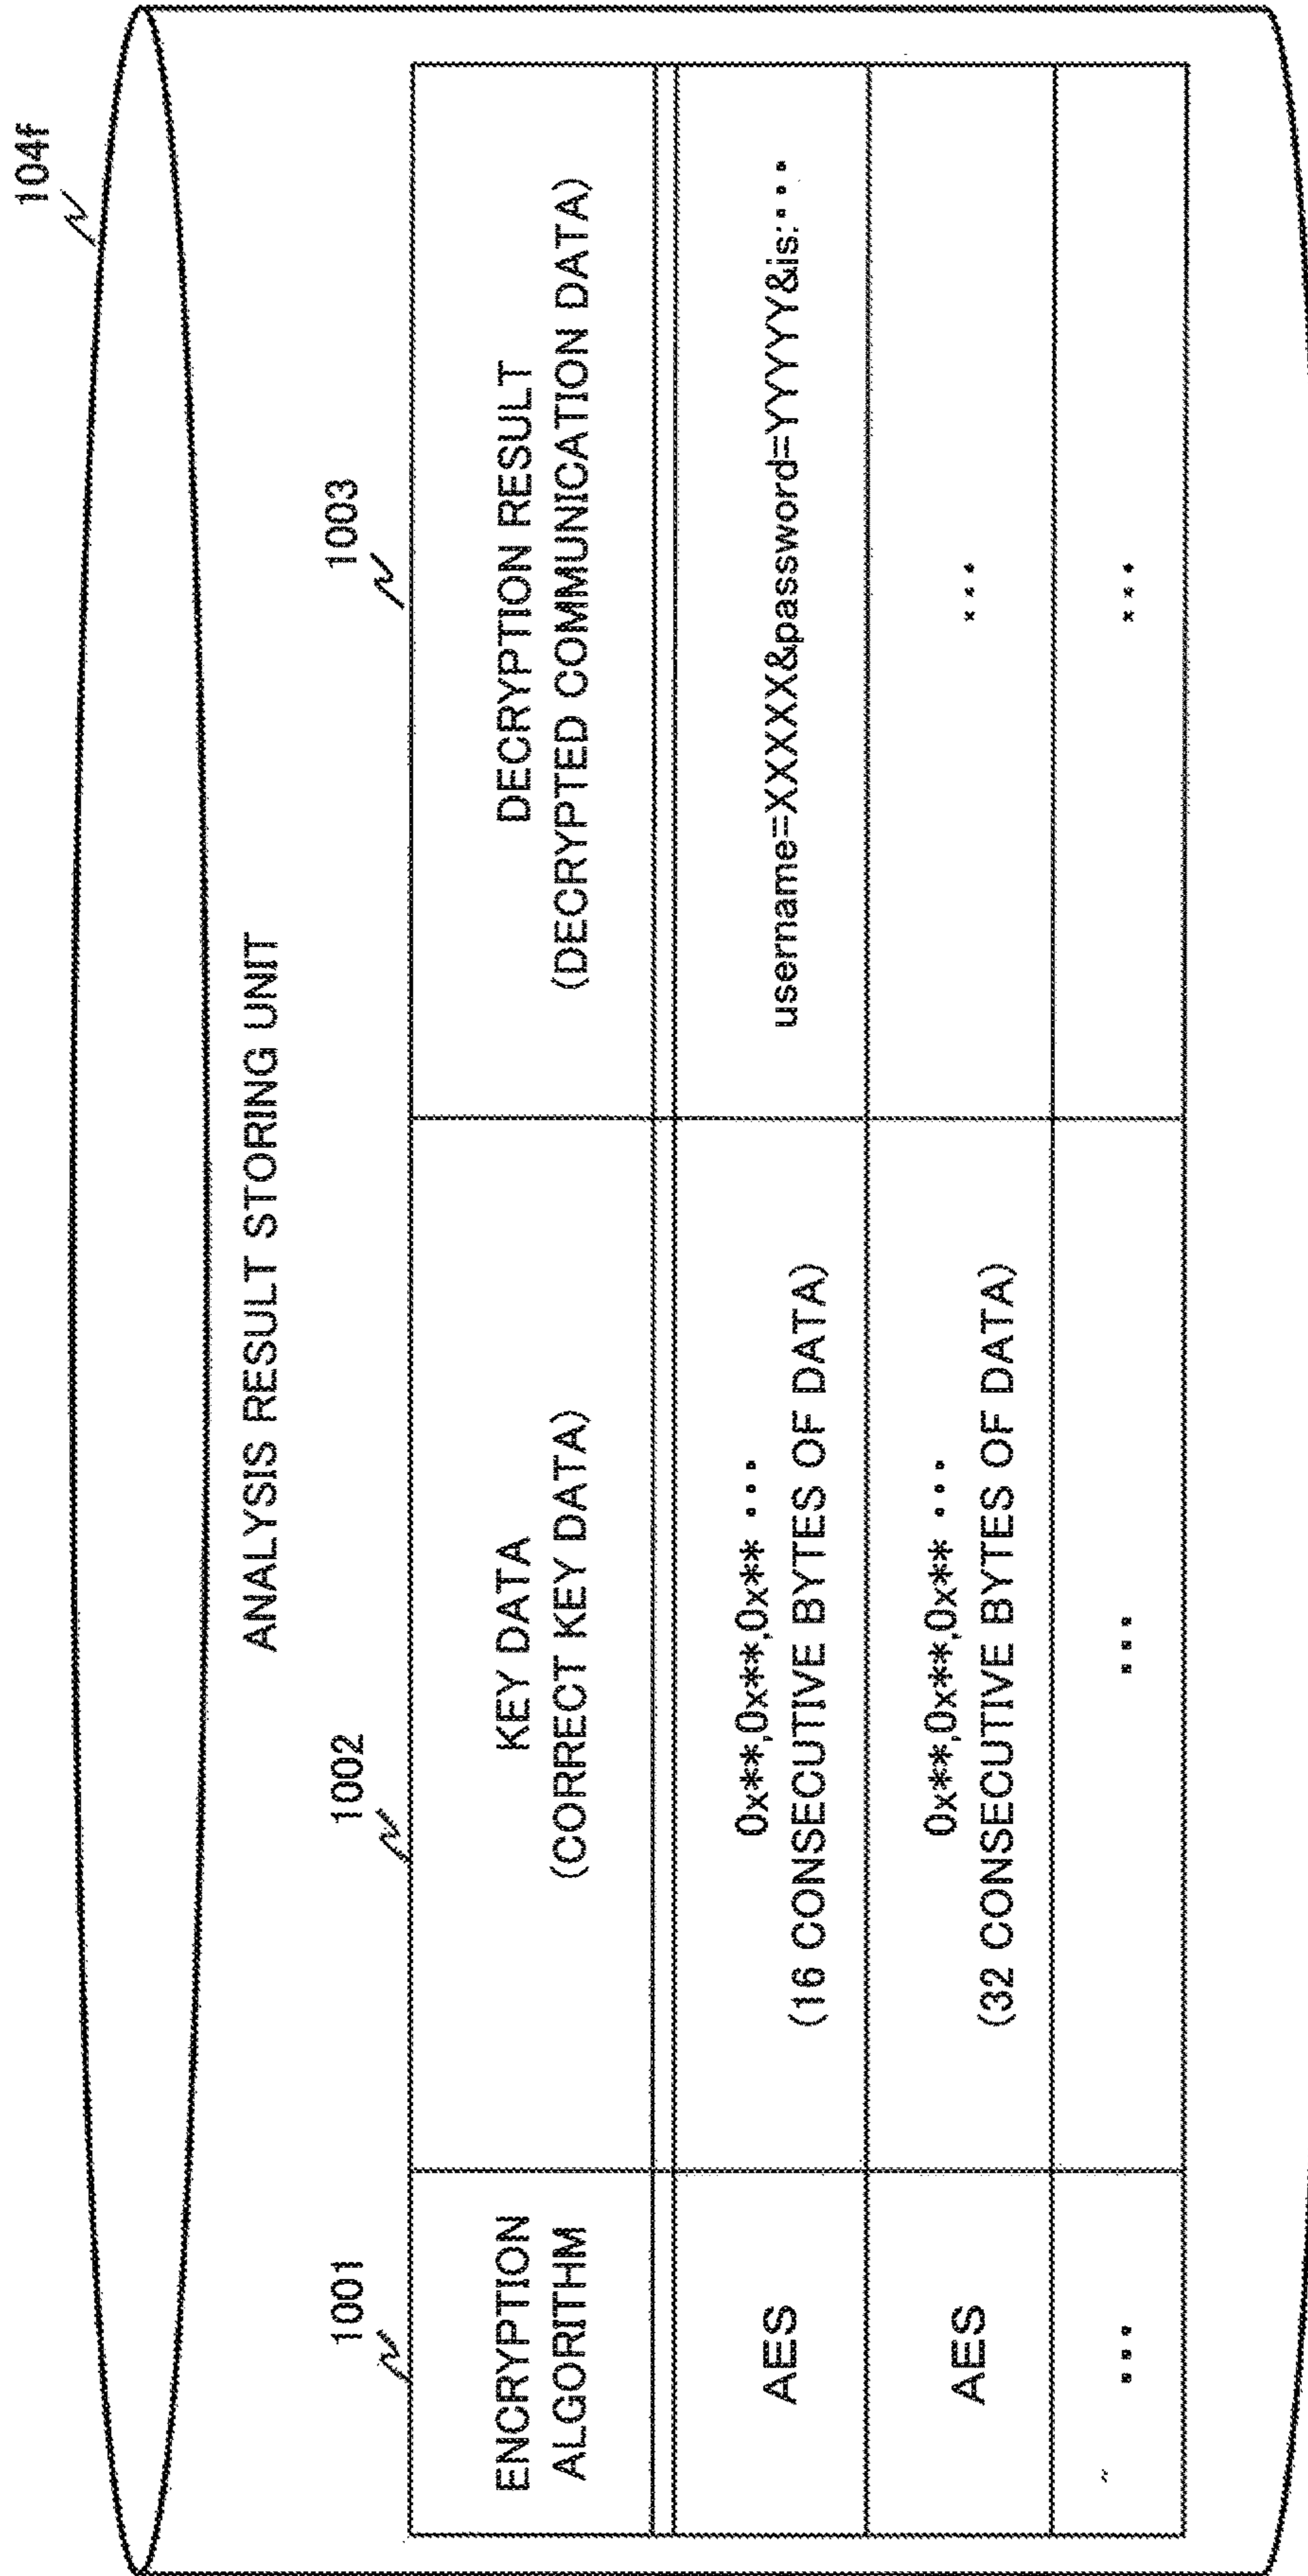 104f
ANALYSIS RESULT STORING UNIT
1001
1002
1003
ENCRYPTION
ALGORITHM
KEY DATA
(CORRECT KEY DATA)
DECRYPTION RESULT
(DECRYPTED COMMUNICATION DATA)
AES
0x**,0x**,0x** ...
(16 CONSECUTIVE BYTES OF DATA)
username=XXXXX&password=YYYYY&is:....
AES
0x**,0x**,0x** ...
(32 CONSECUTIVE BYTES OF DATA)
...
...
...
...